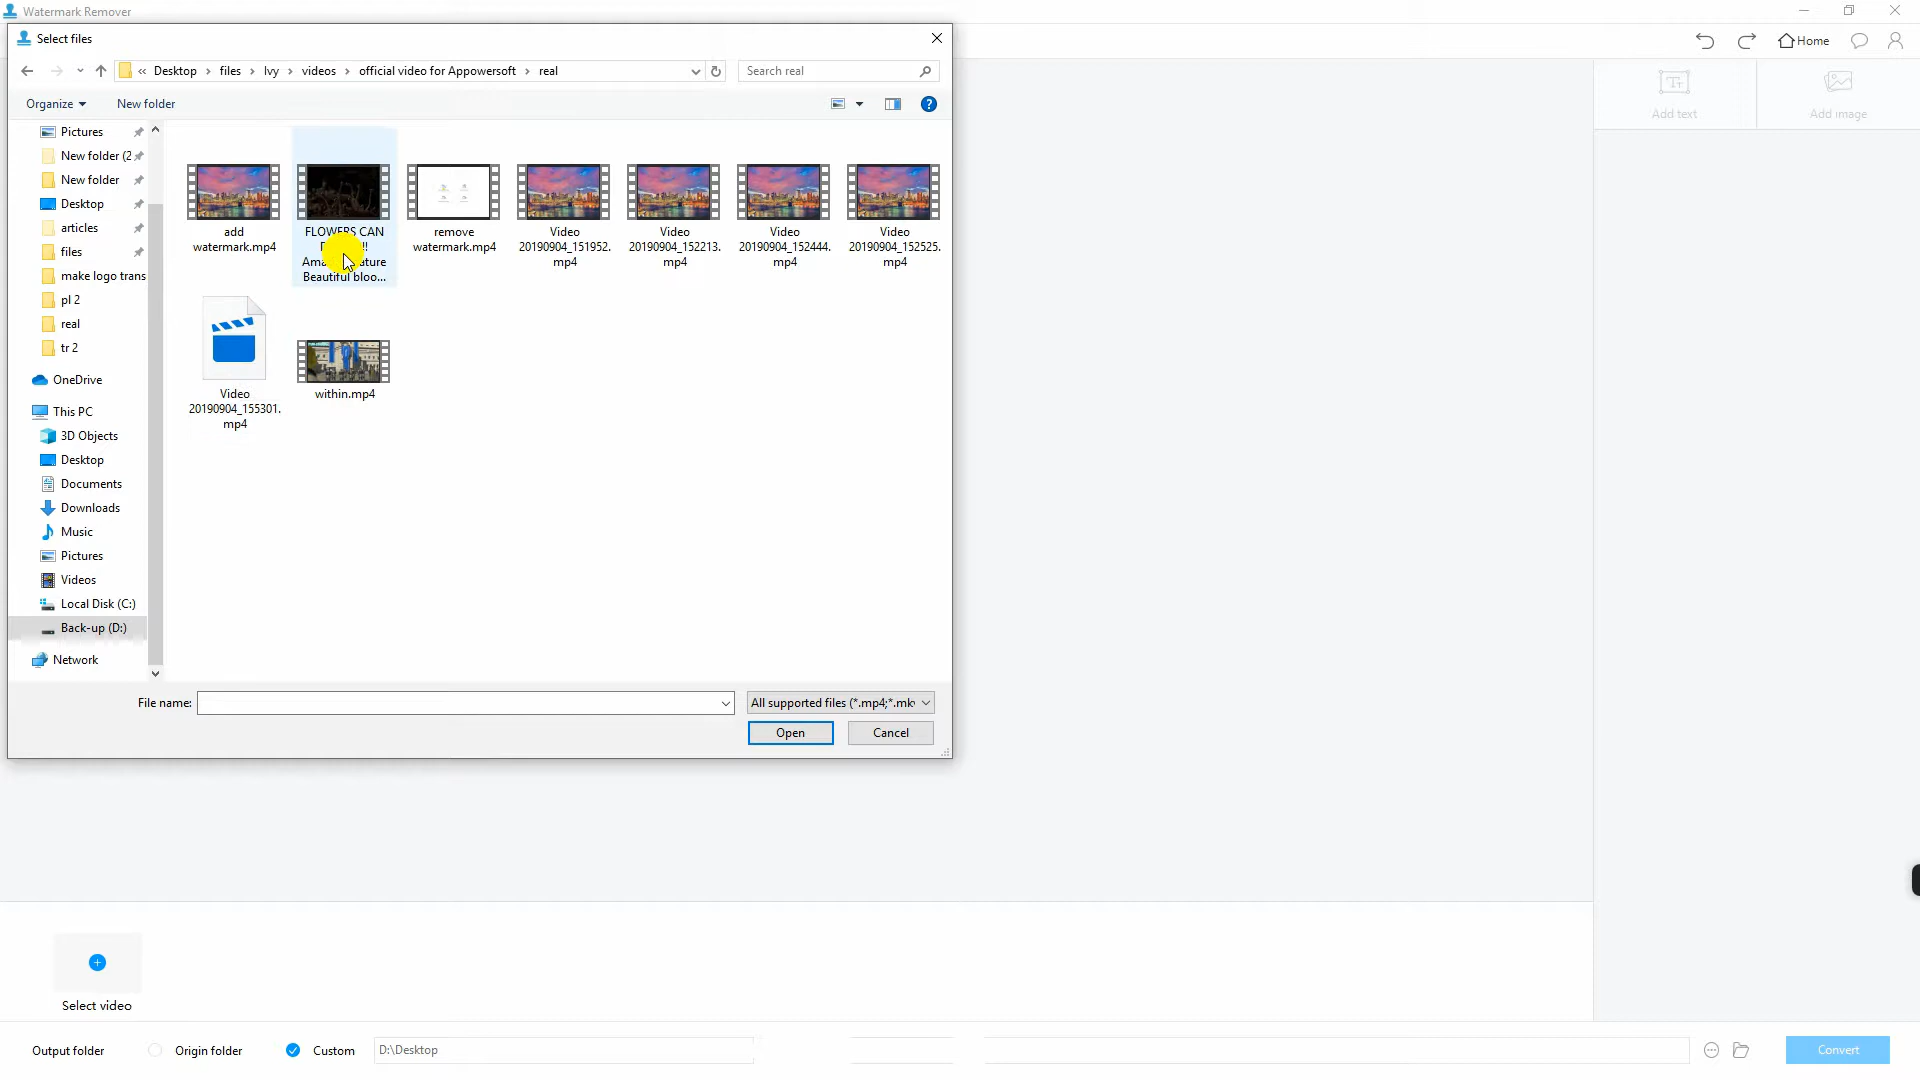 Watermark Remover
Select files
« Desktop › files › Ivy › videos › official video for Appowersoft › real
Search real
Home
Organize
New folder
Add text
Add image
Pictures
New folder (2
New folder
Desktop
articles
files
make logo trans
pl 2
real
tr 2
OneDrive
This PC
3D Objects
Desktop
Documents
Downloads
Music
Pictures
Videos
Local Disk (C:)
Back-up (D:)
Network
add
watermark.mp4
FLOWERS CAN
Beautiful bloo...
remove
watermark.mp4
Video
20190904_151952.
mp4
Video
20190904_152213.
mp4
Video
20190904_152444.
mp4
Video
20190904_152525.
mp4
Video
20190904_155301.
mp4
within.mp4
File name:
All supported files (*.mp4;*.mk
Open
Cancel
Select video
Output folder
Origin folder
Custom
D:\Desktop
Convert